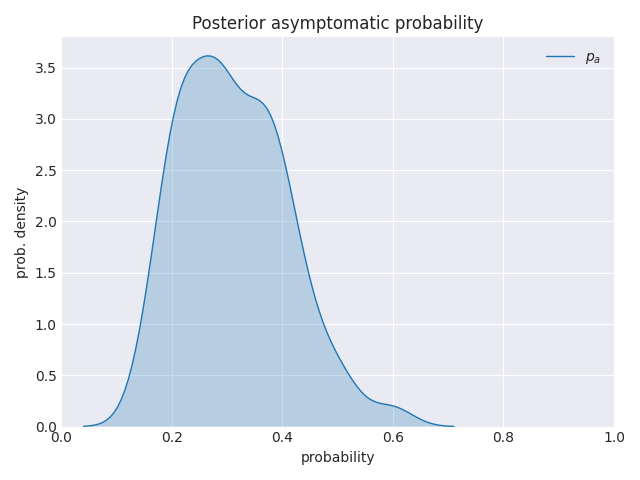 Posterior asymptomatic probability
pₐ
prob. density
3.5
3.0
2.5
2.0
1.5
1.0
0.5
0.0
0.0 0.2 0.4 0.6 0.8 1.0
probability